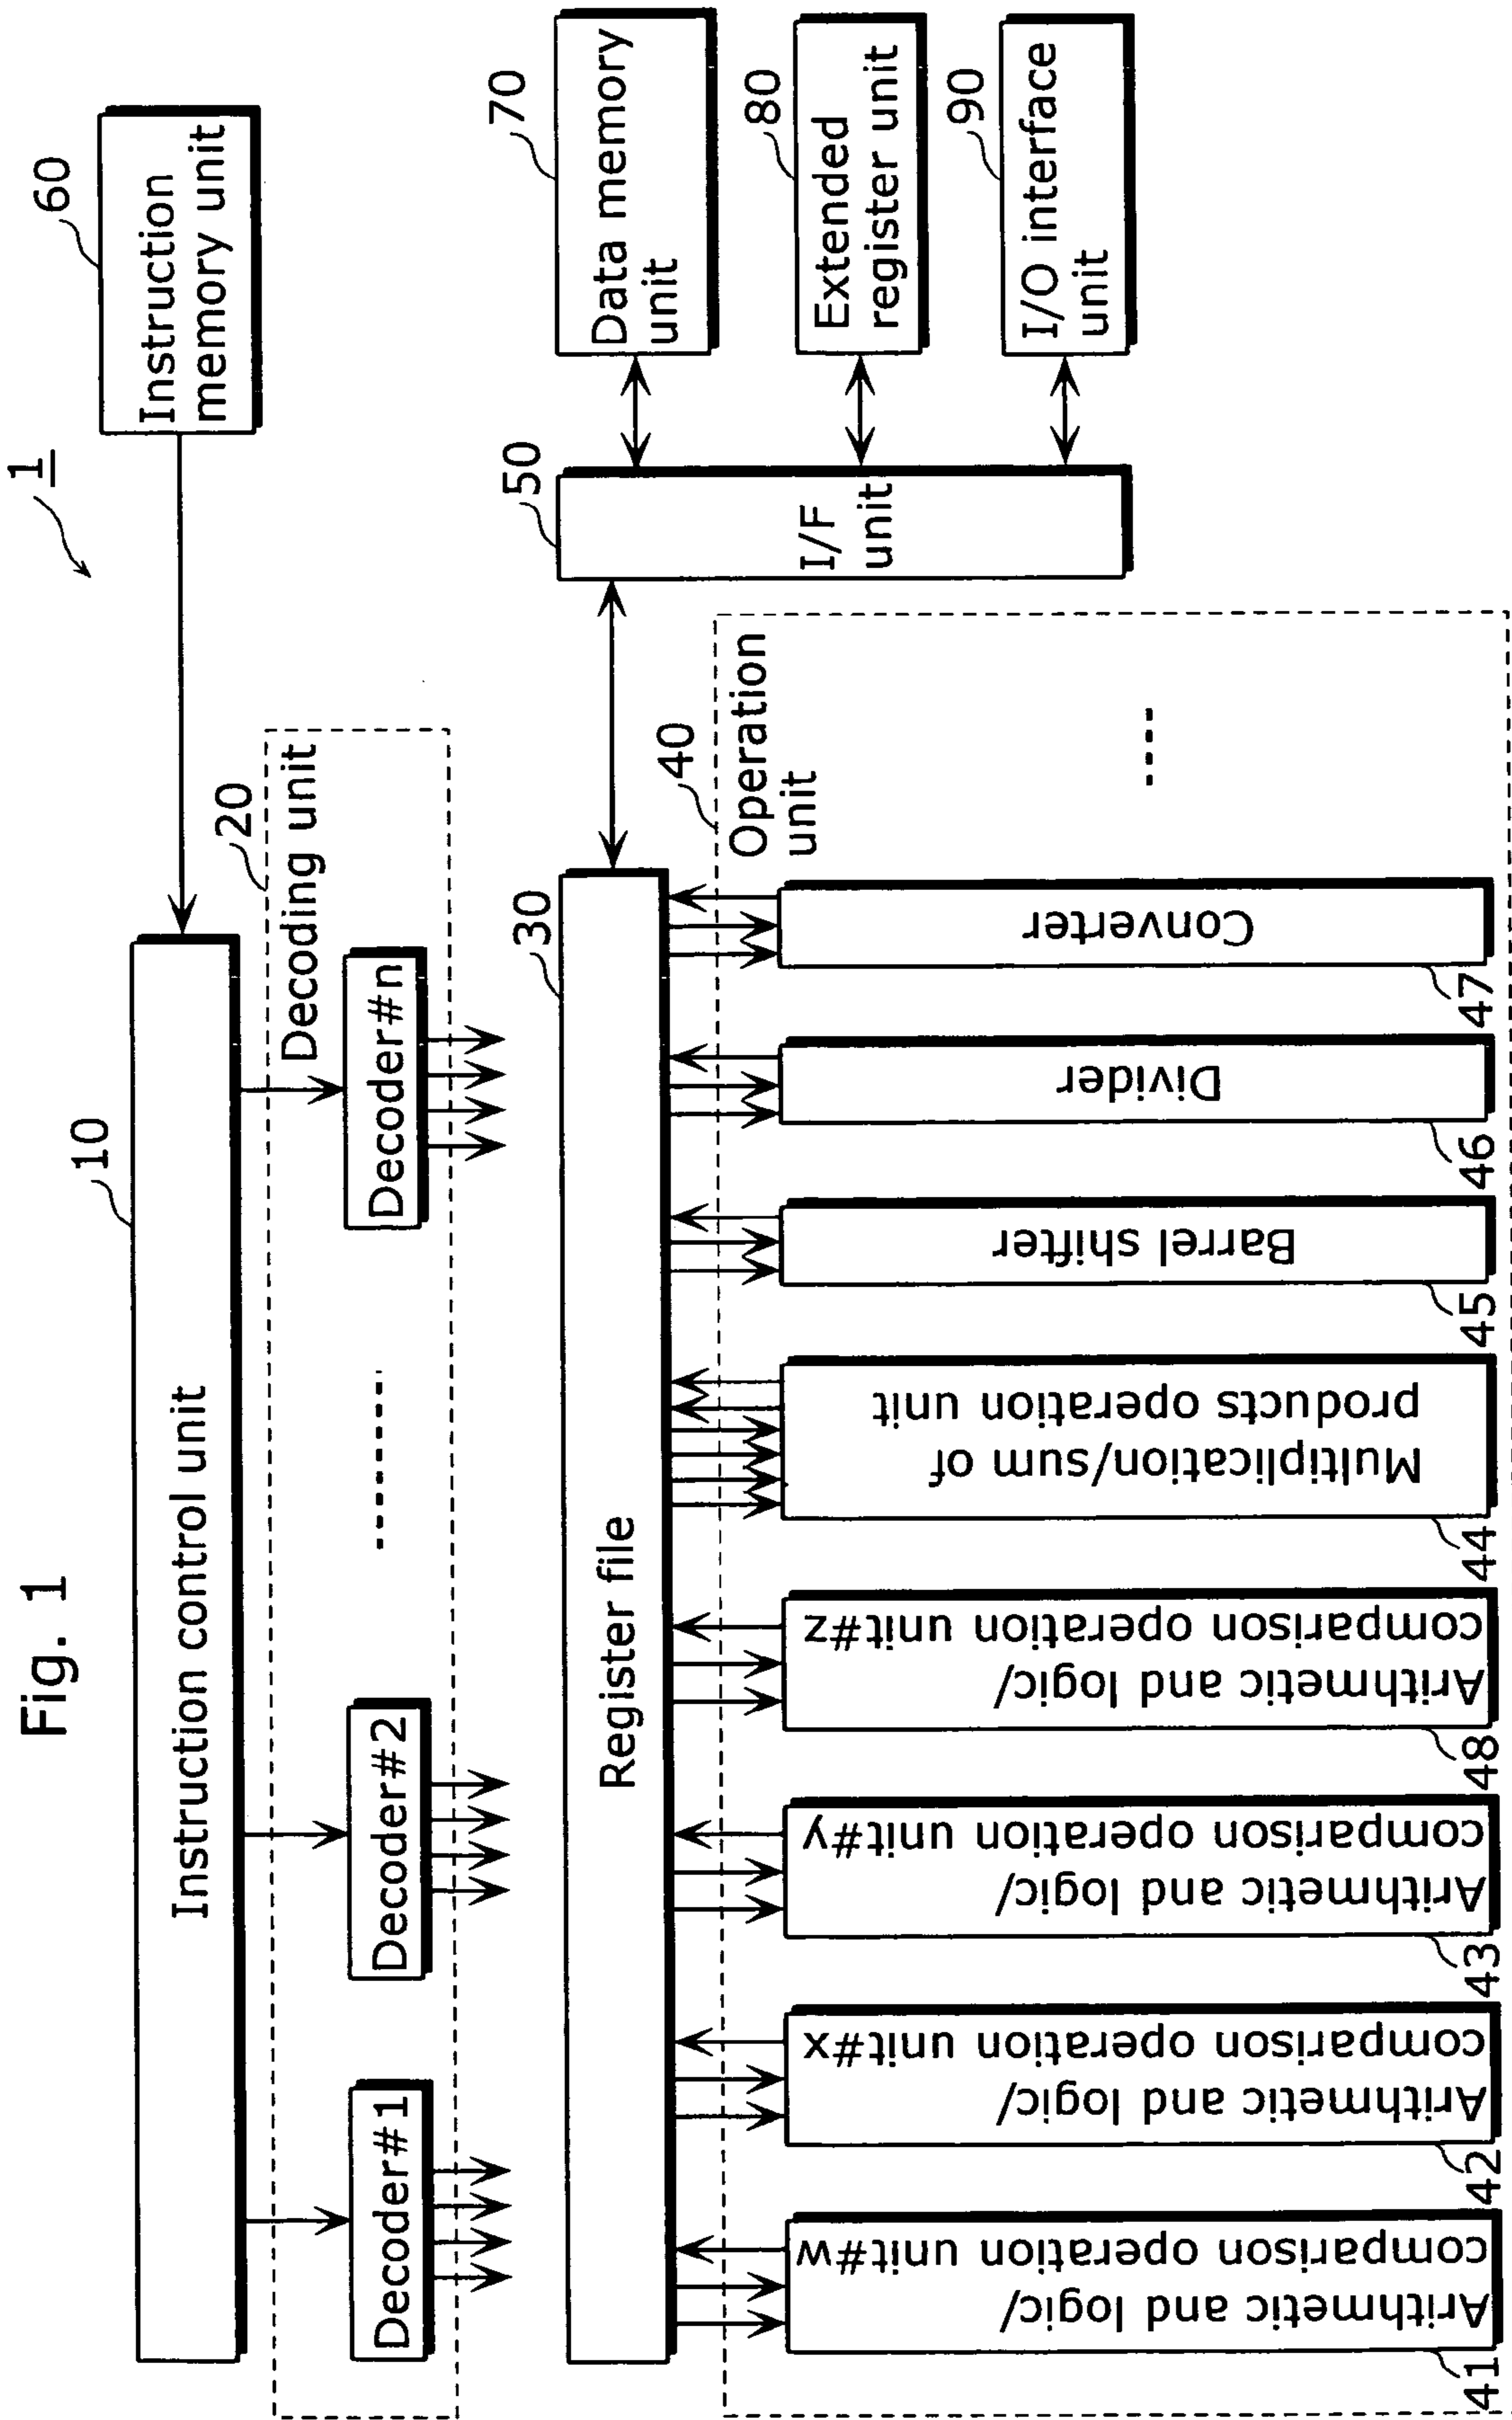 Fig. 1
1
60
Instruction
memory unit
10
Instruction control unit
20
Decoding unit
Decoder#1
Decoder#2
Decoder#n
30
Register file
50
I/F
unit
70
Data memory
unit
80
Extended
register unit
90
I/O interface
unit
40
Operation
unit
41
Arithmetic and logic/
comparison operation unit#w
42
Arithmetic and logic/
comparison operation unit#x
43
Arithmetic and logic/
comparison operation unit#y
48
Arithmetic and logic/
comparison operation unit#z
44
Multiplication/sum of
products operation unit
45
Barrel shifter
46
Divider
47
Converter